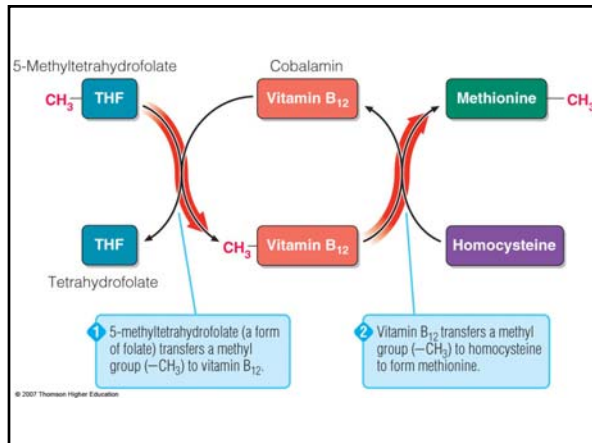 5-Methyltetrahydrofolate
Cobalamin
CH₃ THF
Vitamin B₁₂
Methionine CH₃
THF
CH₃ Vitamin B₁₂
Homocysteine
Tetrahydrofolate
1 5-methyltetrahydrofolate (a form
of folate) transfers a methyl
group (—CH₃) to vitamin B₁₂.
2 Vitamin B₁₂ transfers a methyl
group (—CH₃) to homocysteine
to form methionine.
© 2007 Thomson Higher Education